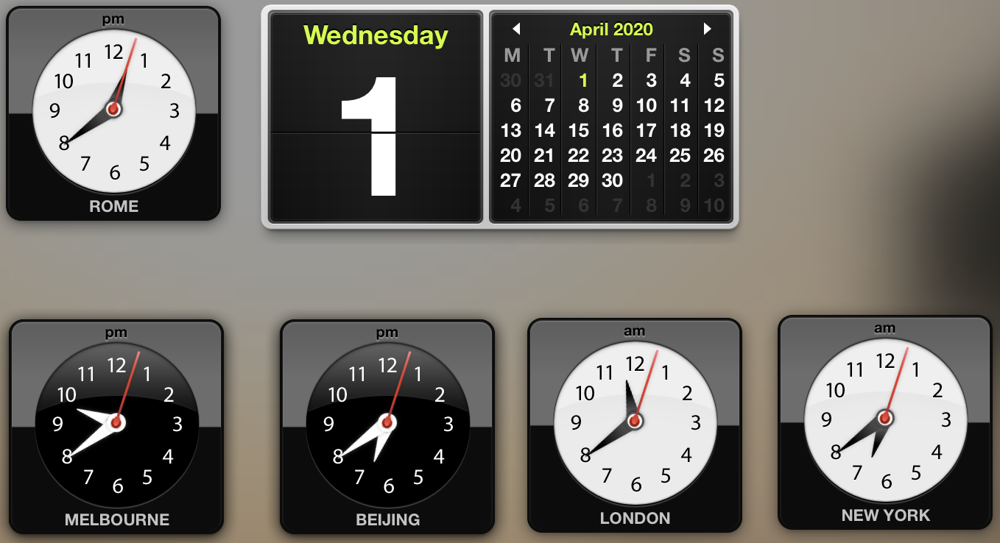 pm
12
11 1
10 2
9 3
8 4
7 5
6
ROME
Wednesday
1
April 2020
M T W T F S S
30 31 1 2 3 4 5
6 7 8 9 10 11 12
13 14 15 16 17 18 19
20 21 22 23 24 25 26
27 28 29 30 1 2 3
4 5 6 7 8 9 10
pm
12
11 1
10 2
9 3
8 4
7 5
6
MELBOURNE
pm
12
11 1
10 2
9 3
8 4
7 5
6
BEIJING
am
12
11 1
10 2
9 3
8 4
7 5
6
LONDON
am
12
11 1
10 2
9 3
8 4
7 5
6
NEW YORK